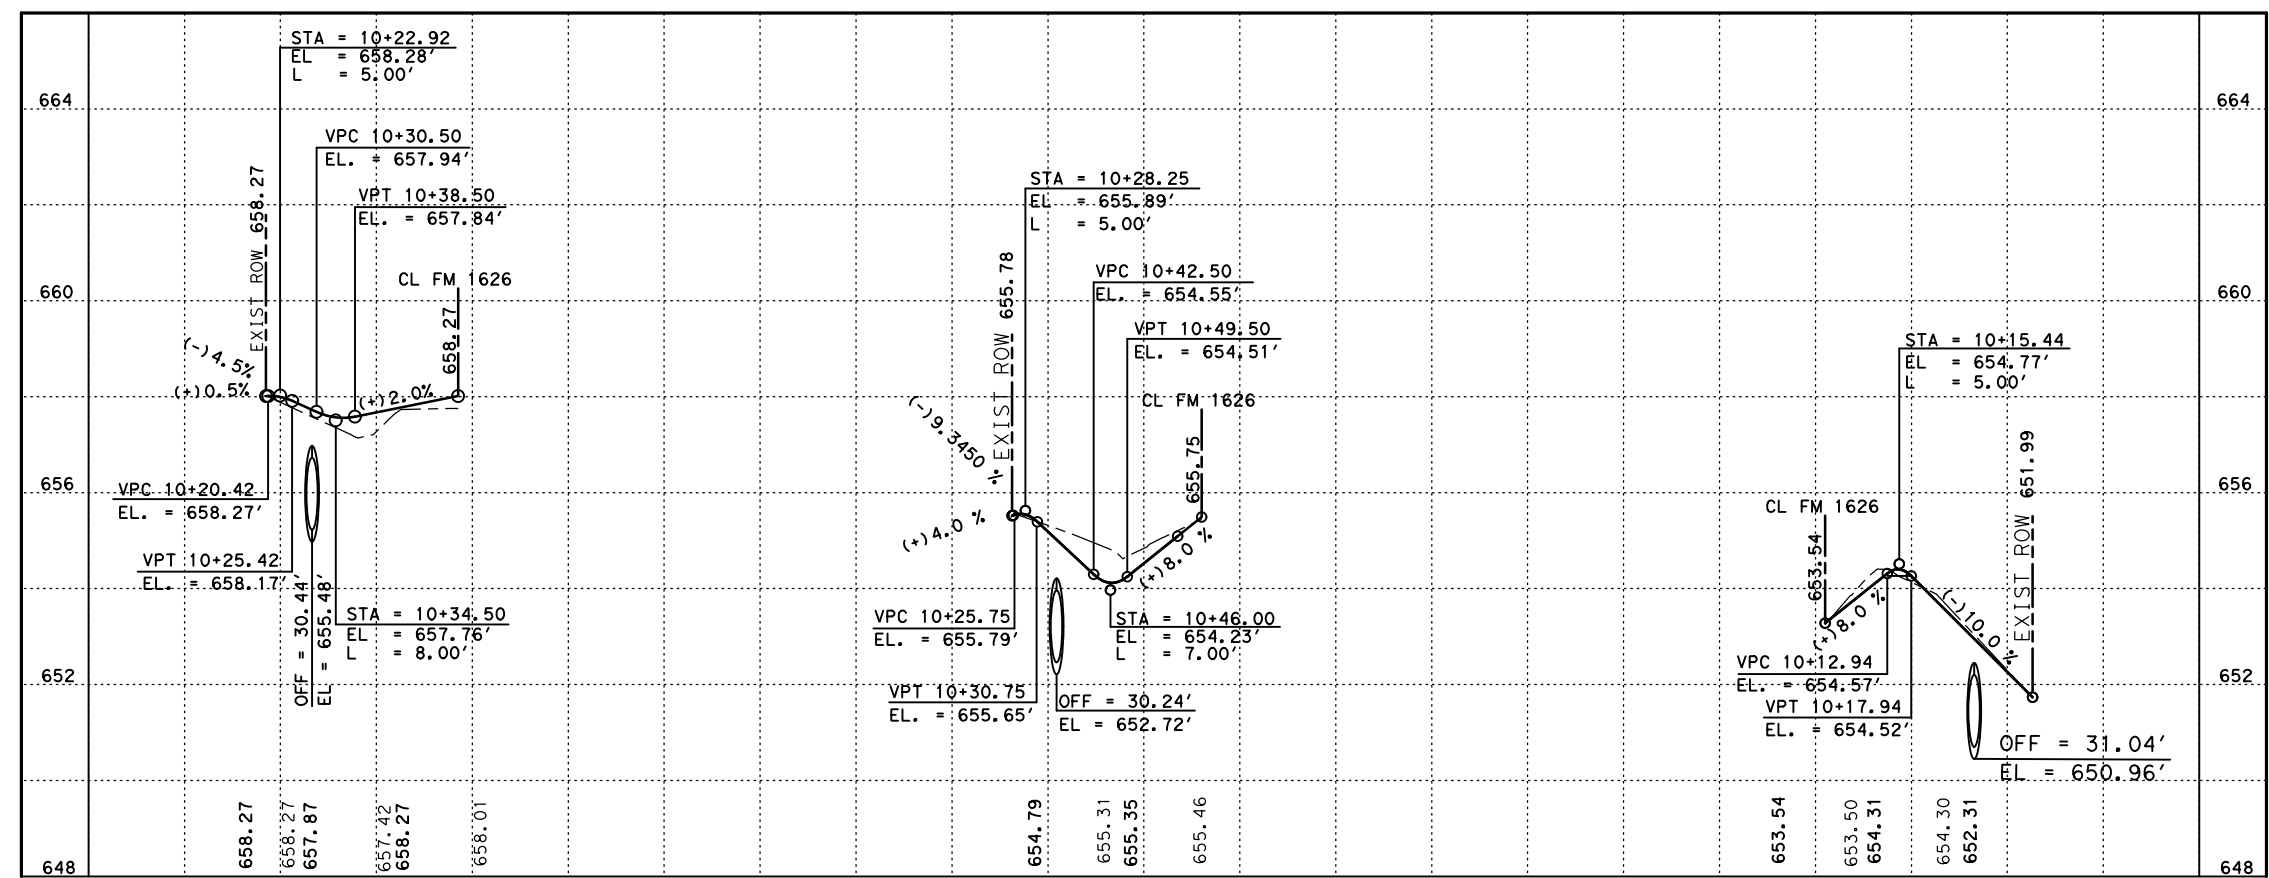 STA = 10+22.92
EL = 658.28′
L = 5.00′
664
664
VPC 10+30.50
EL. = 657.94′
VPT 10+38.50
EL. = 657.84′
EXIST ROW 658.27
CL FM 1626
658.27
(-)4.5%
(+)0.5%
(+)2.0%
VPC 10+20.42
EL. = 658.27′
VPT 10+25.42
EL. = 658.17′
OFF = 30.44′
EL = 655.48′
STA = 10+34.50
EL = 657.76′
L = 8.00′
660
660
656
656
652
652
STA = 10+28.25
EL = 655.89′
L = 5.00′
EXIST ROW 655.78
VPC 10+42.50
EL. = 654.55′
VPT 10+49.50
EL. = 654.51′
CL FM 1626
655.75
(-)9.3450 %
(+)4.0 %
(+)8.0 %
VPC 10+25.75
EL. = 655.79′
VPT 10+30.75
EL. = 655.65′
OFF = 30.24′
EL = 652.72′
STA = 10+46.00
EL = 654.23′
L = 7.00′
STA = 10+15.44
EL = 654.77′
L = 5.00′
CL FM 1626
653.54
EXIST ROW 651.99
(+)8.0 %
(-)10.0 %
VPC 10+12.94
EL. = 654.57′
VPT 10+17.94
EL. = 654.52′
OFF = 31.04′
EL = 650.96′
658.27
658.27
657.87
657.42
658.27
658.01
654.79
655.31
655.35
655.46
653.54
653.50
654.31
654.30
652.31
648
648